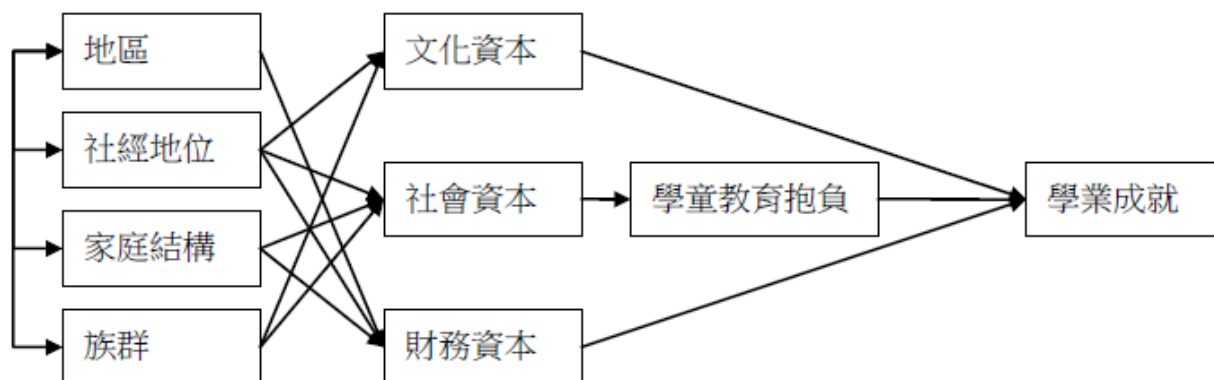 地區
社經地位
家庭結構
族群
文化資本
社會資本
財務資本
學童教育抱負
學業成就